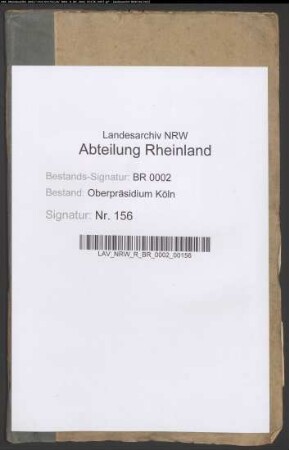 Landesarchiv NRW
Abteilung Rheinland
Bestands-Signatur: BR 0002
Bestand: Oberpräsidium Köln
Signatur: Nr. 156
LAV_NRW_R_BR_0002_00156